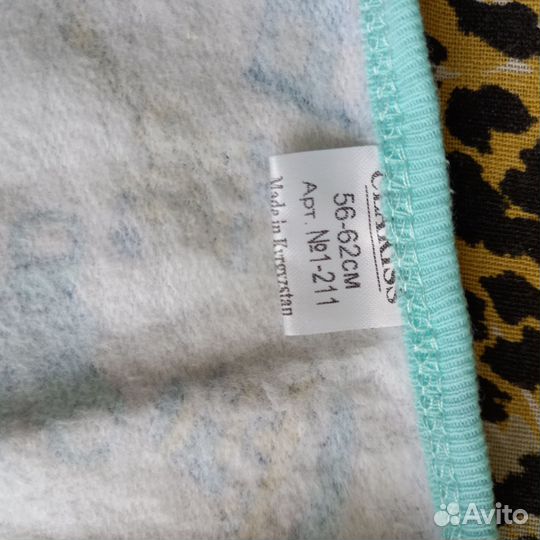 56-62см
Арт. №1-211
Made in Kyrgyzstan
Avito